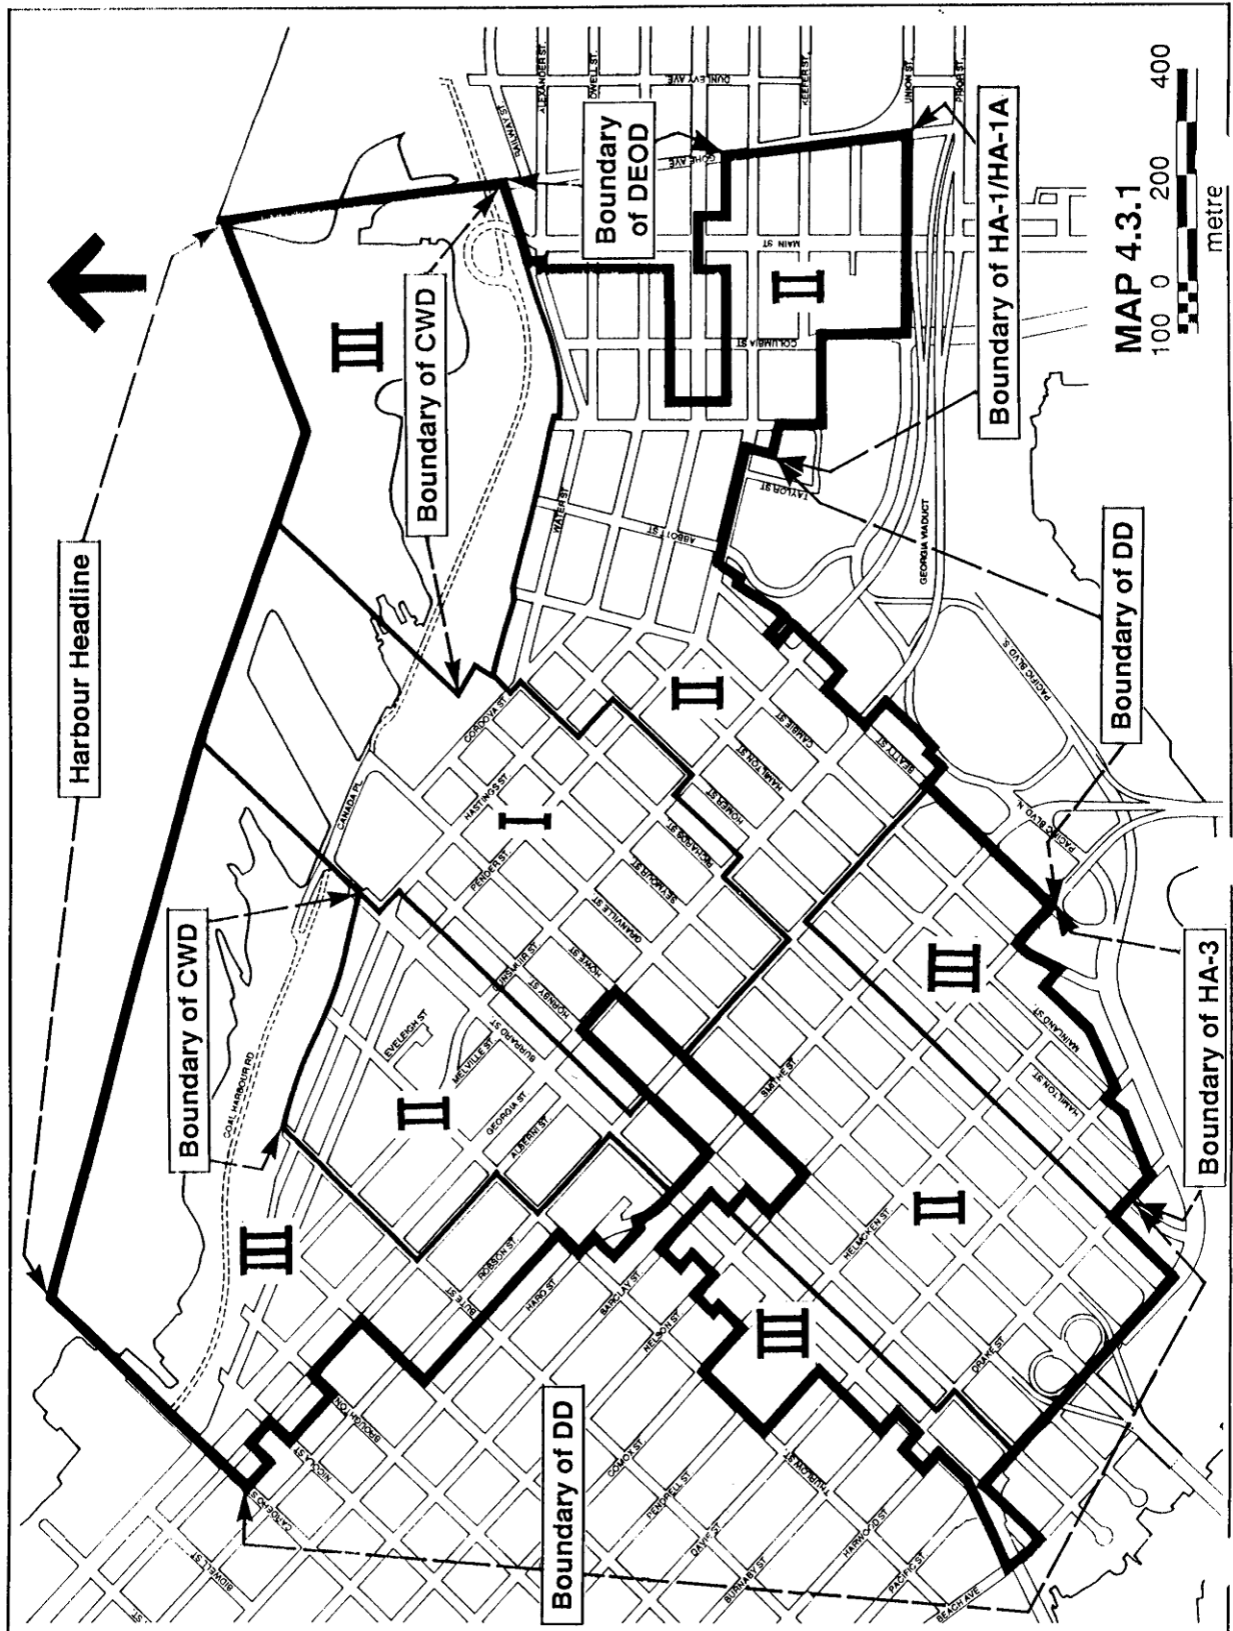 Harbour Headline
RAILWAY ST.
ALEXANDER ST.
DUNLEVY AVE.
KEEFER ST.
UNION ST.
PRIOR ST.
GORE AVE
MAIN ST
COLUMBIA ST
III
Boundary of CWD
Boundary
of DEOD
II
Boundary of HA-1/HA-1A
MAP 4.3.1
100 0 200 400
metre
WATER ST
ABBOTT ST
TAYLOR ST
GEORGIA VIADUCT
PACIFIC BLVD S.
PACIFIC BLVD N.
Boundary of DD
CANADA PL.
CORDOVA ST
HASTINGS ST
PENDER ST.
I
II
CAMBIE ST
HAMILTON ST
HOMER ST
RICHARDS ST
SEYMOUR ST
GRANVILLE ST
HOWE ST
HORNBY ST
DUNSMUIR ST
BURRARD ST
BEATTY ST
Boundary of CWD
COAL HARBOUR RD
EVELEIGH ST
MELVILLE ST
GEORGIA ST
ALBERNI ST.
II
SMITHE ST.
III
MAINLAND ST
HAMILTON ST
Boundary of HA-3
III
BUTE ST
ROBSON ST.
HARO ST
BARCLAY ST
NELSON ST
HELMCKEN ST
II
III
DRAKE ST
BROUGHTON
NICOLA ST
CARDERO S
BIDWELL ST
COMOX ST
PENDRELL ST
THURLOW ST
DAVIE ST
BURNABY ST
HARWOOD ST
PACIFIC ST.
BEACH AVE
Boundary of DD